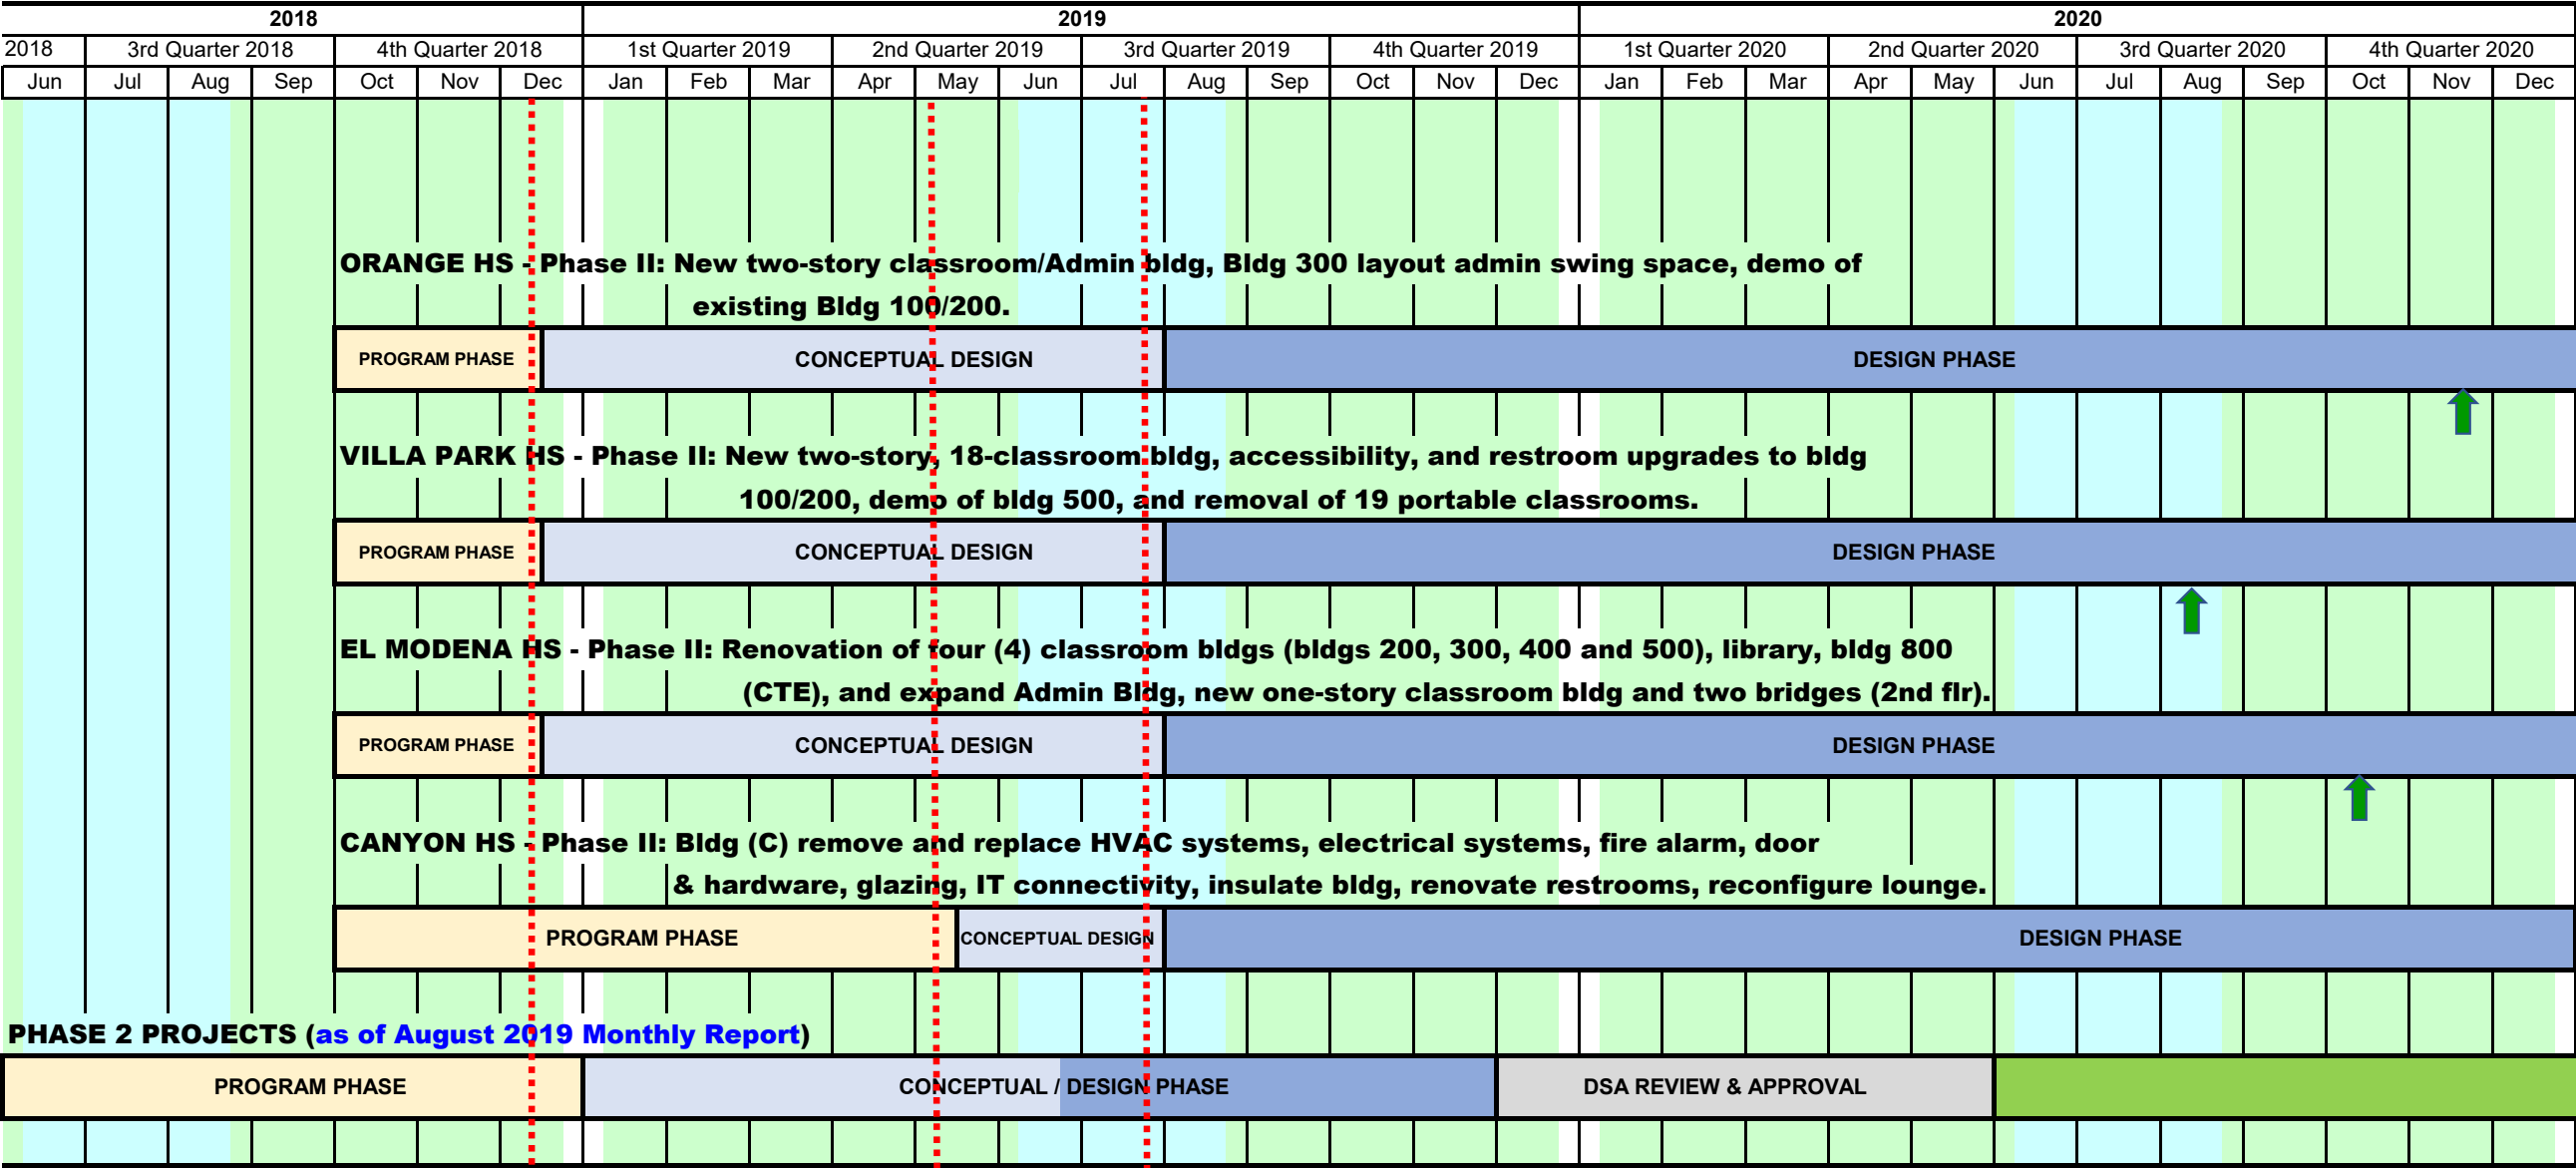 2018 2019 2020
2018 3rd Quarter 2018 4th Quarter 2018 1st Quarter 2019 2nd Quarter 2019 3rd Quarter 2019 4th Quarter 2019 1st Quarter 2020 2nd Quarter 2020 3rd Quarter 2020 4th Quarter 2020
Jun Jul Aug Sep Oct Nov Dec Jan Feb Mar Apr May Jun Jul Aug Sep Oct Nov Dec Jan Feb Mar Apr May Jun Jul Aug Sep Oct Nov Dec
ORANGE HS - Phase II: New two-story classroom/Admin bldg, Bldg 300 layout admin swing space, demo of
existing Bldg 100/200.
PROGRAM PHASE CONCEPTUAL DESIGN DESIGN PHASE
VILLA PARK HS - Phase II: New two-story, 18-classroom bldg, accessibility, and restroom upgrades to bldg
100/200, demo of bldg 500, and removal of 19 portable classrooms.
PROGRAM PHASE CONCEPTUAL DESIGN DESIGN PHASE
EL MODENA HS - Phase II: Renovation of four (4) classroom bldgs (bldgs 200, 300, 400 and 500), library, bldg 800
(CTE), and expand Admin Bldg, new one-story classroom bldg and two bridges (2nd flr).
PROGRAM PHASE CONCEPTUAL DESIGN DESIGN PHASE
CANYON HS - Phase II: Bldg (C) remove and replace HVAC systems, electrical systems, fire alarm, door
& hardware, glazing, IT connectivity, insulate bldg, renovate restrooms, reconfigure lounge.
PROGRAM PHASE CONCEPTUAL DESIGN DESIGN PHASE
PHASE 2 PROJECTS (as of August 2019 Monthly Report)
PROGRAM PHASE CONCEPTUAL / DESIGN PHASE DSA REVIEW & APPROVAL